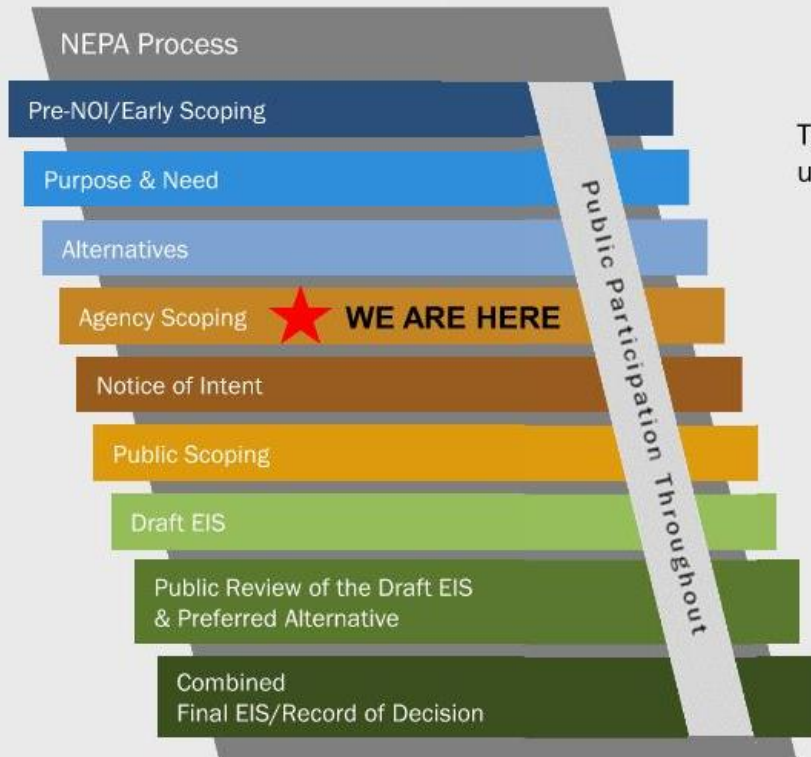 NEPA Process
Pre-NOI/Early Scoping
Purpose & Need
Alternatives
Agency Scoping
WE ARE HERE
Notice of Intent
Public Scoping
Draft EIS
Public Review of the Draft EIS
& Preferred Alternative
Combined
Final EIS/Record of Decision
Public Participation Throughout
T
u